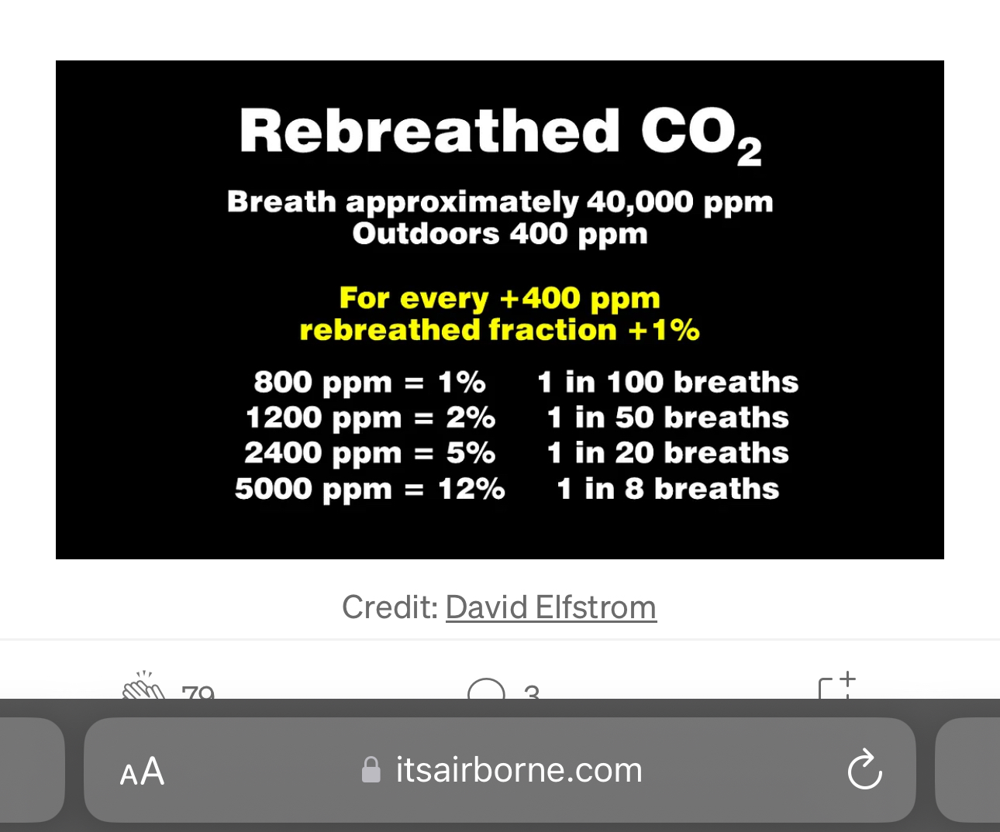 Rebreathed CO₂
Breath approximately 40,000 ppm
Outdoors 400 ppm
For every +400 ppm
rebreathed fraction +1%
800 ppm = 1% 1 in 100 breaths
1200 ppm = 2% 1 in 50 breaths
2400 ppm = 5% 1 in 20 breaths
5000 ppm = 12% 1 in 8 breaths
Credit: David Elfstrom
79 3
AA itsairborne.com